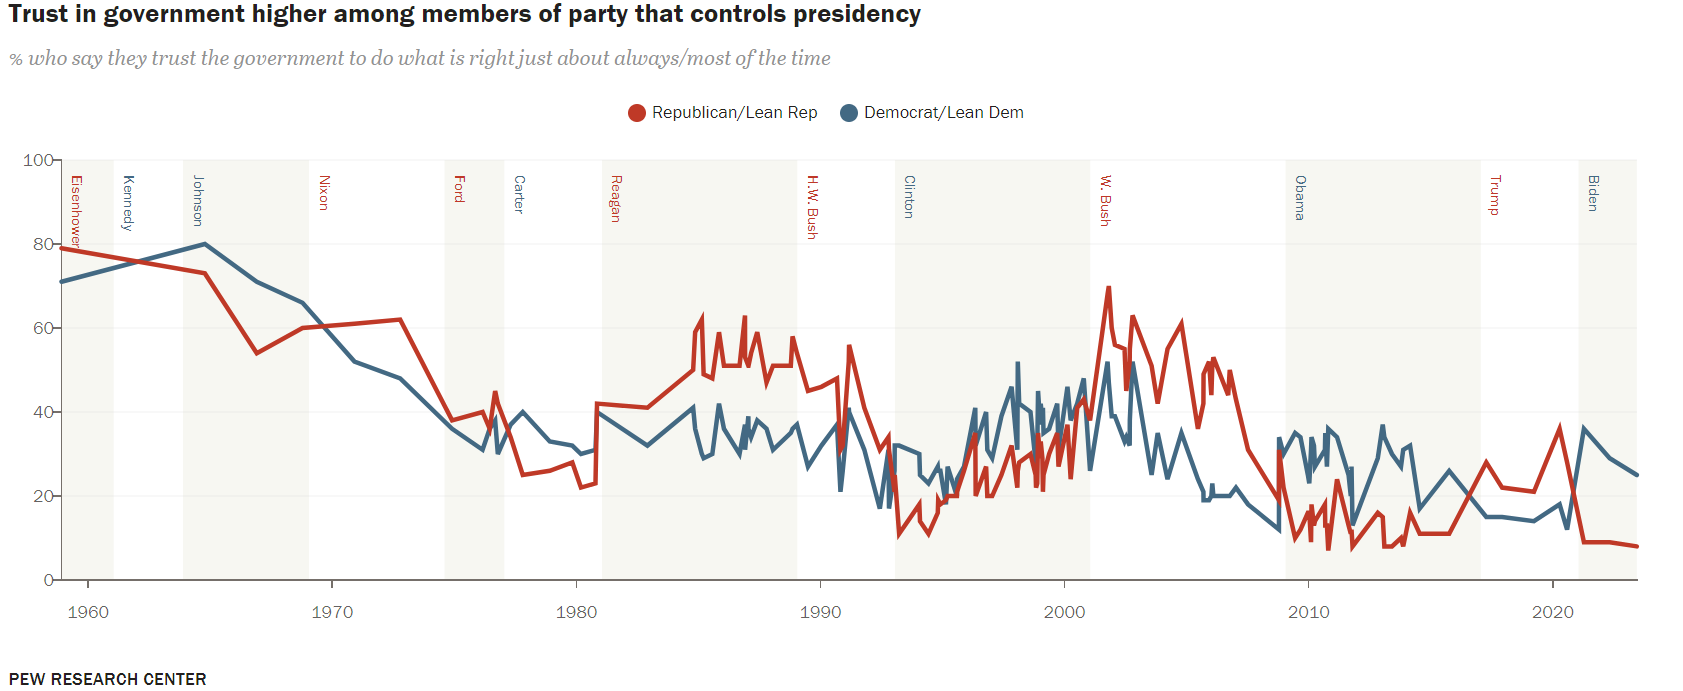 Trust in government higher among members of party that controls presidency
% who say they trust the government to do what is right just about always/most of the time
Republican/Lean Rep Democrat/Lean Dem
100
80
60
40
20
0
Eisenhower
Kennedy
Johnson
Nixon
Ford
Carter
Reagan
H.W. Bush
Clinton
W. Bush
Obama
Trump
Biden
1960 1970 1980 1990 2000 2010 2020
PEW RESEARCH CENTER